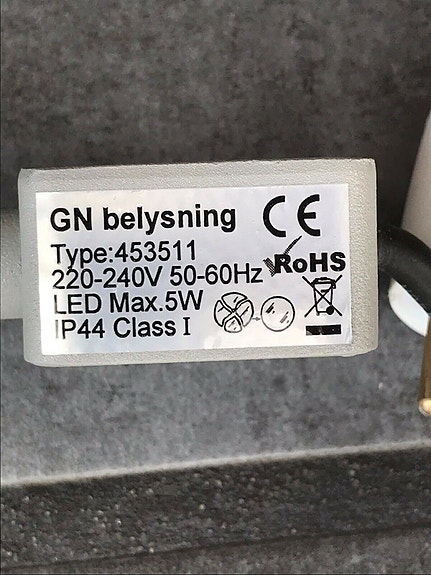 GN belysning CE
Type:453511
RoHS
220-240V 50-60Hz
LED Max.5W
IP44 Class I